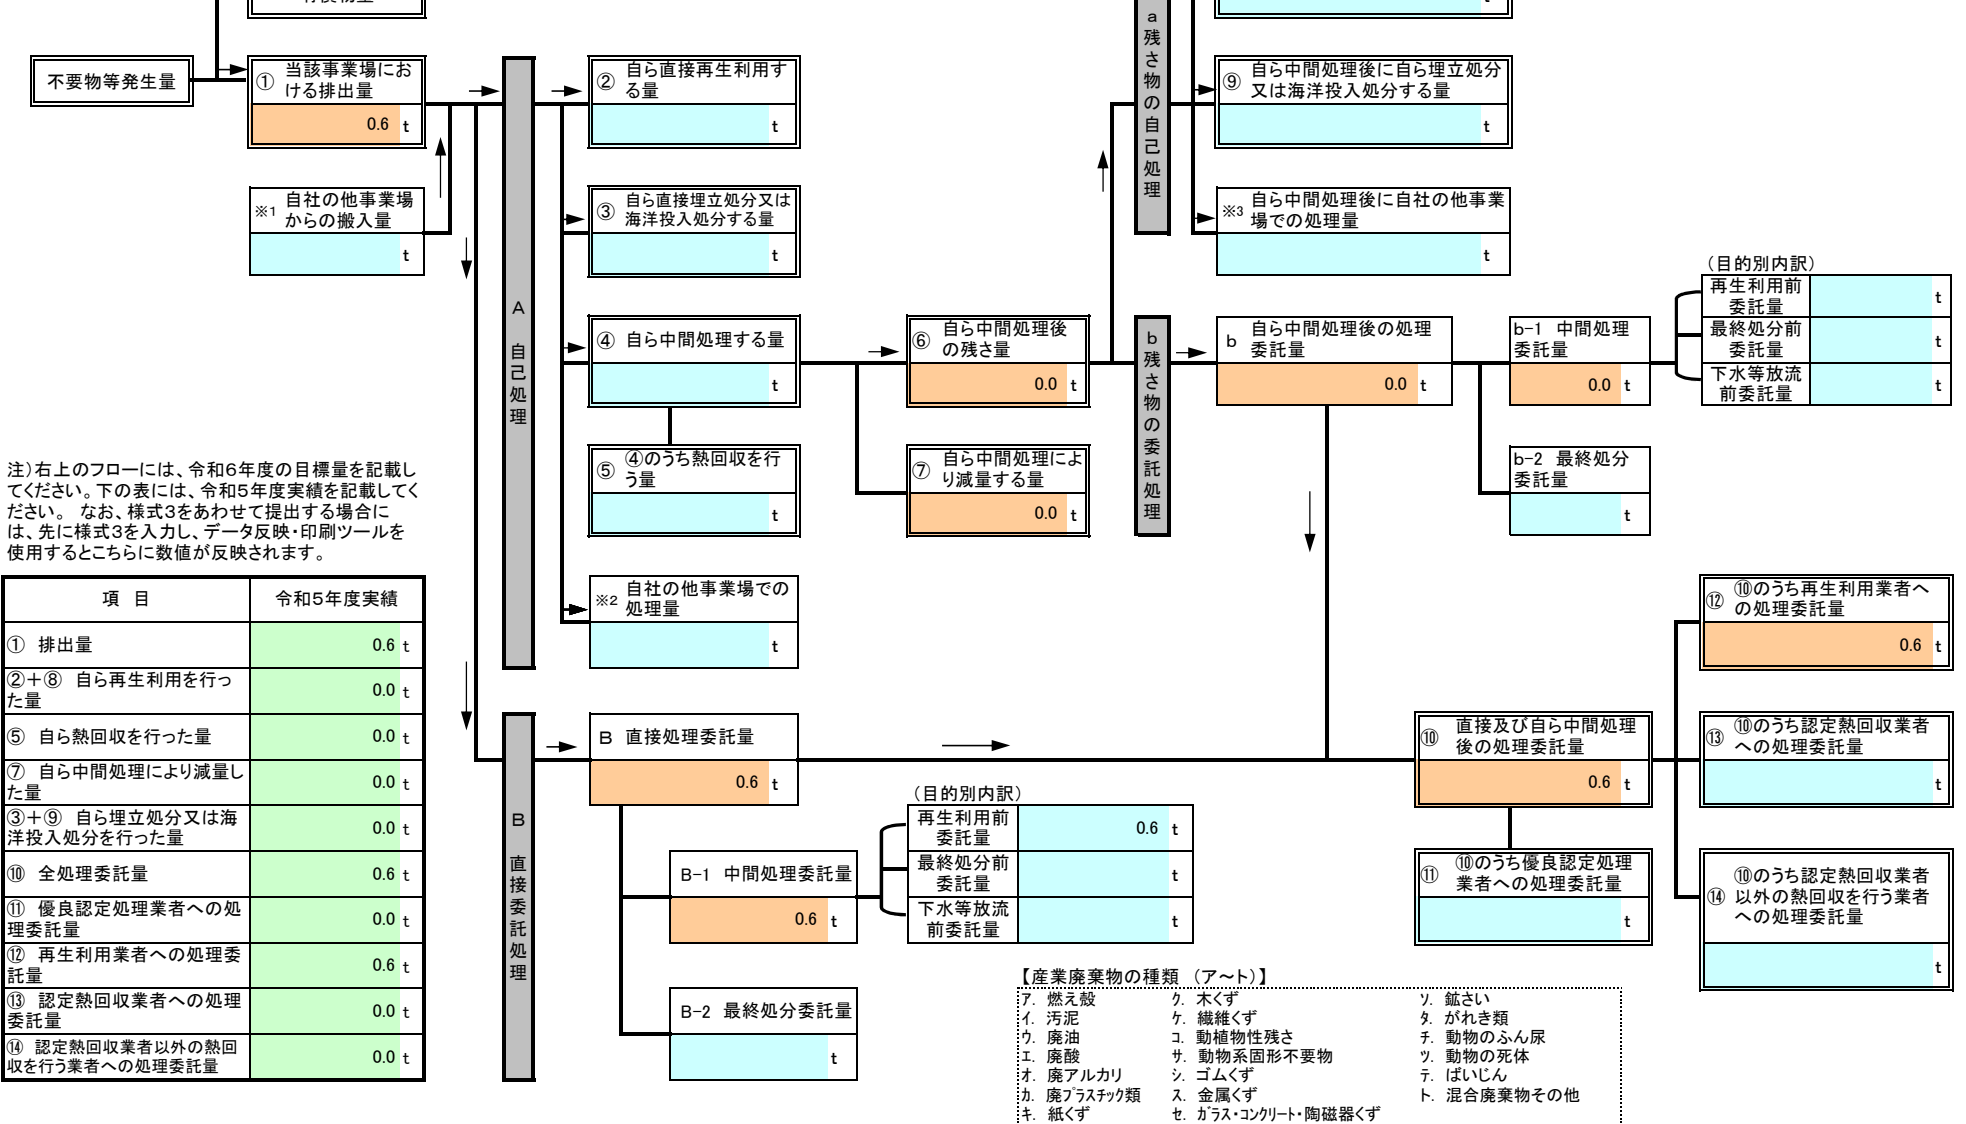 不要物等発生量
① 当該事業場にお
ける排出量
0.6 t
※1 自社の他事業場
からの搬入量
t
A 自己処理
② 自ら直接再生利用す
る量
t
③ 自ら直接埋立処分又は
海洋投入処分する量
t
④ 自ら中間処理する量
t
⑤ ④のうち熱回収を行
う量
t
※2 自社の他事業場での
処理量
t
⑥ 自ら中間処理後
の残さ量
0.0 t
⑦ 自ら中間処理によ
り減量する量
0.0 t
a 残さ物の自己処理
t
⑨ 自ら中間処理後に自ら埋立処分
又は海洋投入処分する量
t
※3 自ら中間処理後に自社の他事業
場での処理量
t
b 残さ物の委託処理
b 自ら中間処理後の処理
委託量
0.0 t
b-1 中間処理
委託量
0.0 t
(目的別内訳)
再生利用前
委託量
t
最終処分前
委託量
t
下水等放流
前委託量
t
b-2 最終処分
委託量
t
注)右上のフローには、令和6年度の目標量を記載し
てください。下の表には、令和5年度実績を記載してく
ださい。 なお、様式3をあわせて提出する場合に
は、先に様式3を入力し、データ反映・印刷ツールを
使用するとこちらに数値が反映されます。
項 目 令和5年度実績
① 排出量 0.6 t
②+⑧ 自ら再生利用を行っ
た量 0.0 t
⑤ 自ら熱回収を行った量 0.0 t
⑦ 自ら中間処理により減量し
た量 0.0 t
③+⑨ 自ら埋立処分又は海
洋投入処分を行った量 0.0 t
⑩ 全処理委託量 0.6 t
⑪ 優良認定処理業者への処
理委託量 0.0 t
⑫ 再生利用業者への処理委
託量 0.6 t
⑬ 認定熱回収業者への処理
委託量 0.0 t
⑭ 認定熱回収業者以外の熱回
収を行う業者への処理委託量 0.0 t
B 直接委託処理
B 直接処理委託量
0.6 t
B-1 中間処理委託量
0.6 t
B-2 最終処分委託量
t
(目的別内訳)
再生利用前
委託量
0.6 t
最終処分前
委託量
t
下水等放流
前委託量
t
⑩ 直接及び自ら中間処理
後の処理委託量
0.6 t
⑪ ⑩のうち優良認定処理
業者への処理委託量
t
⑫ ⑩のうち再生利用業者へ
の処理委託量
0.6 t
⑬ ⑩のうち認定熱回収業者
への処理委託量
t
⑭ ⑩のうち認定熱回収業者
以外の熱回収を行う業者
への処理委託量
t
【産業廃棄物の種類 (ア~ト)】
ア. 燃え殻 ク. 木くず ソ. 鉱さい
イ. 汚泥 ケ. 繊維くず タ. がれき類
ウ. 廃油 コ. 動植物性残さ チ. 動物のふん尿
エ. 廃酸 サ. 動物系固形不要物 ツ. 動物の死体
オ. 廃アルカリ シ. ゴムくず テ. ばいじん
カ. 廃プラスチック類 ス. 金属くず ト. 混合廃棄物その他
キ. 紙くず セ. ガラス・コンクリート・陶磁器くず